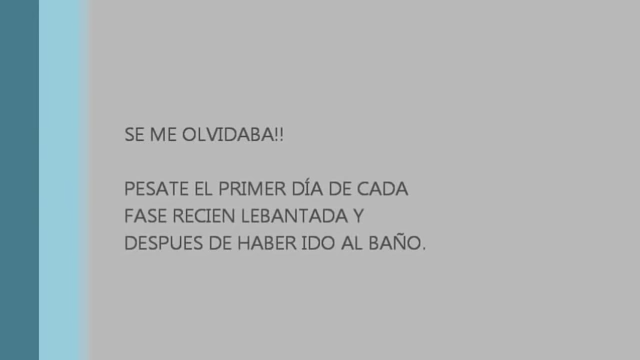 SE ME OLVIDABA!!
PESATE EL PRIMER DÍA DE CADA
FASE RECIEN LEBANTADA Y
DESPUES DE HABER IDO AL BAÑO.